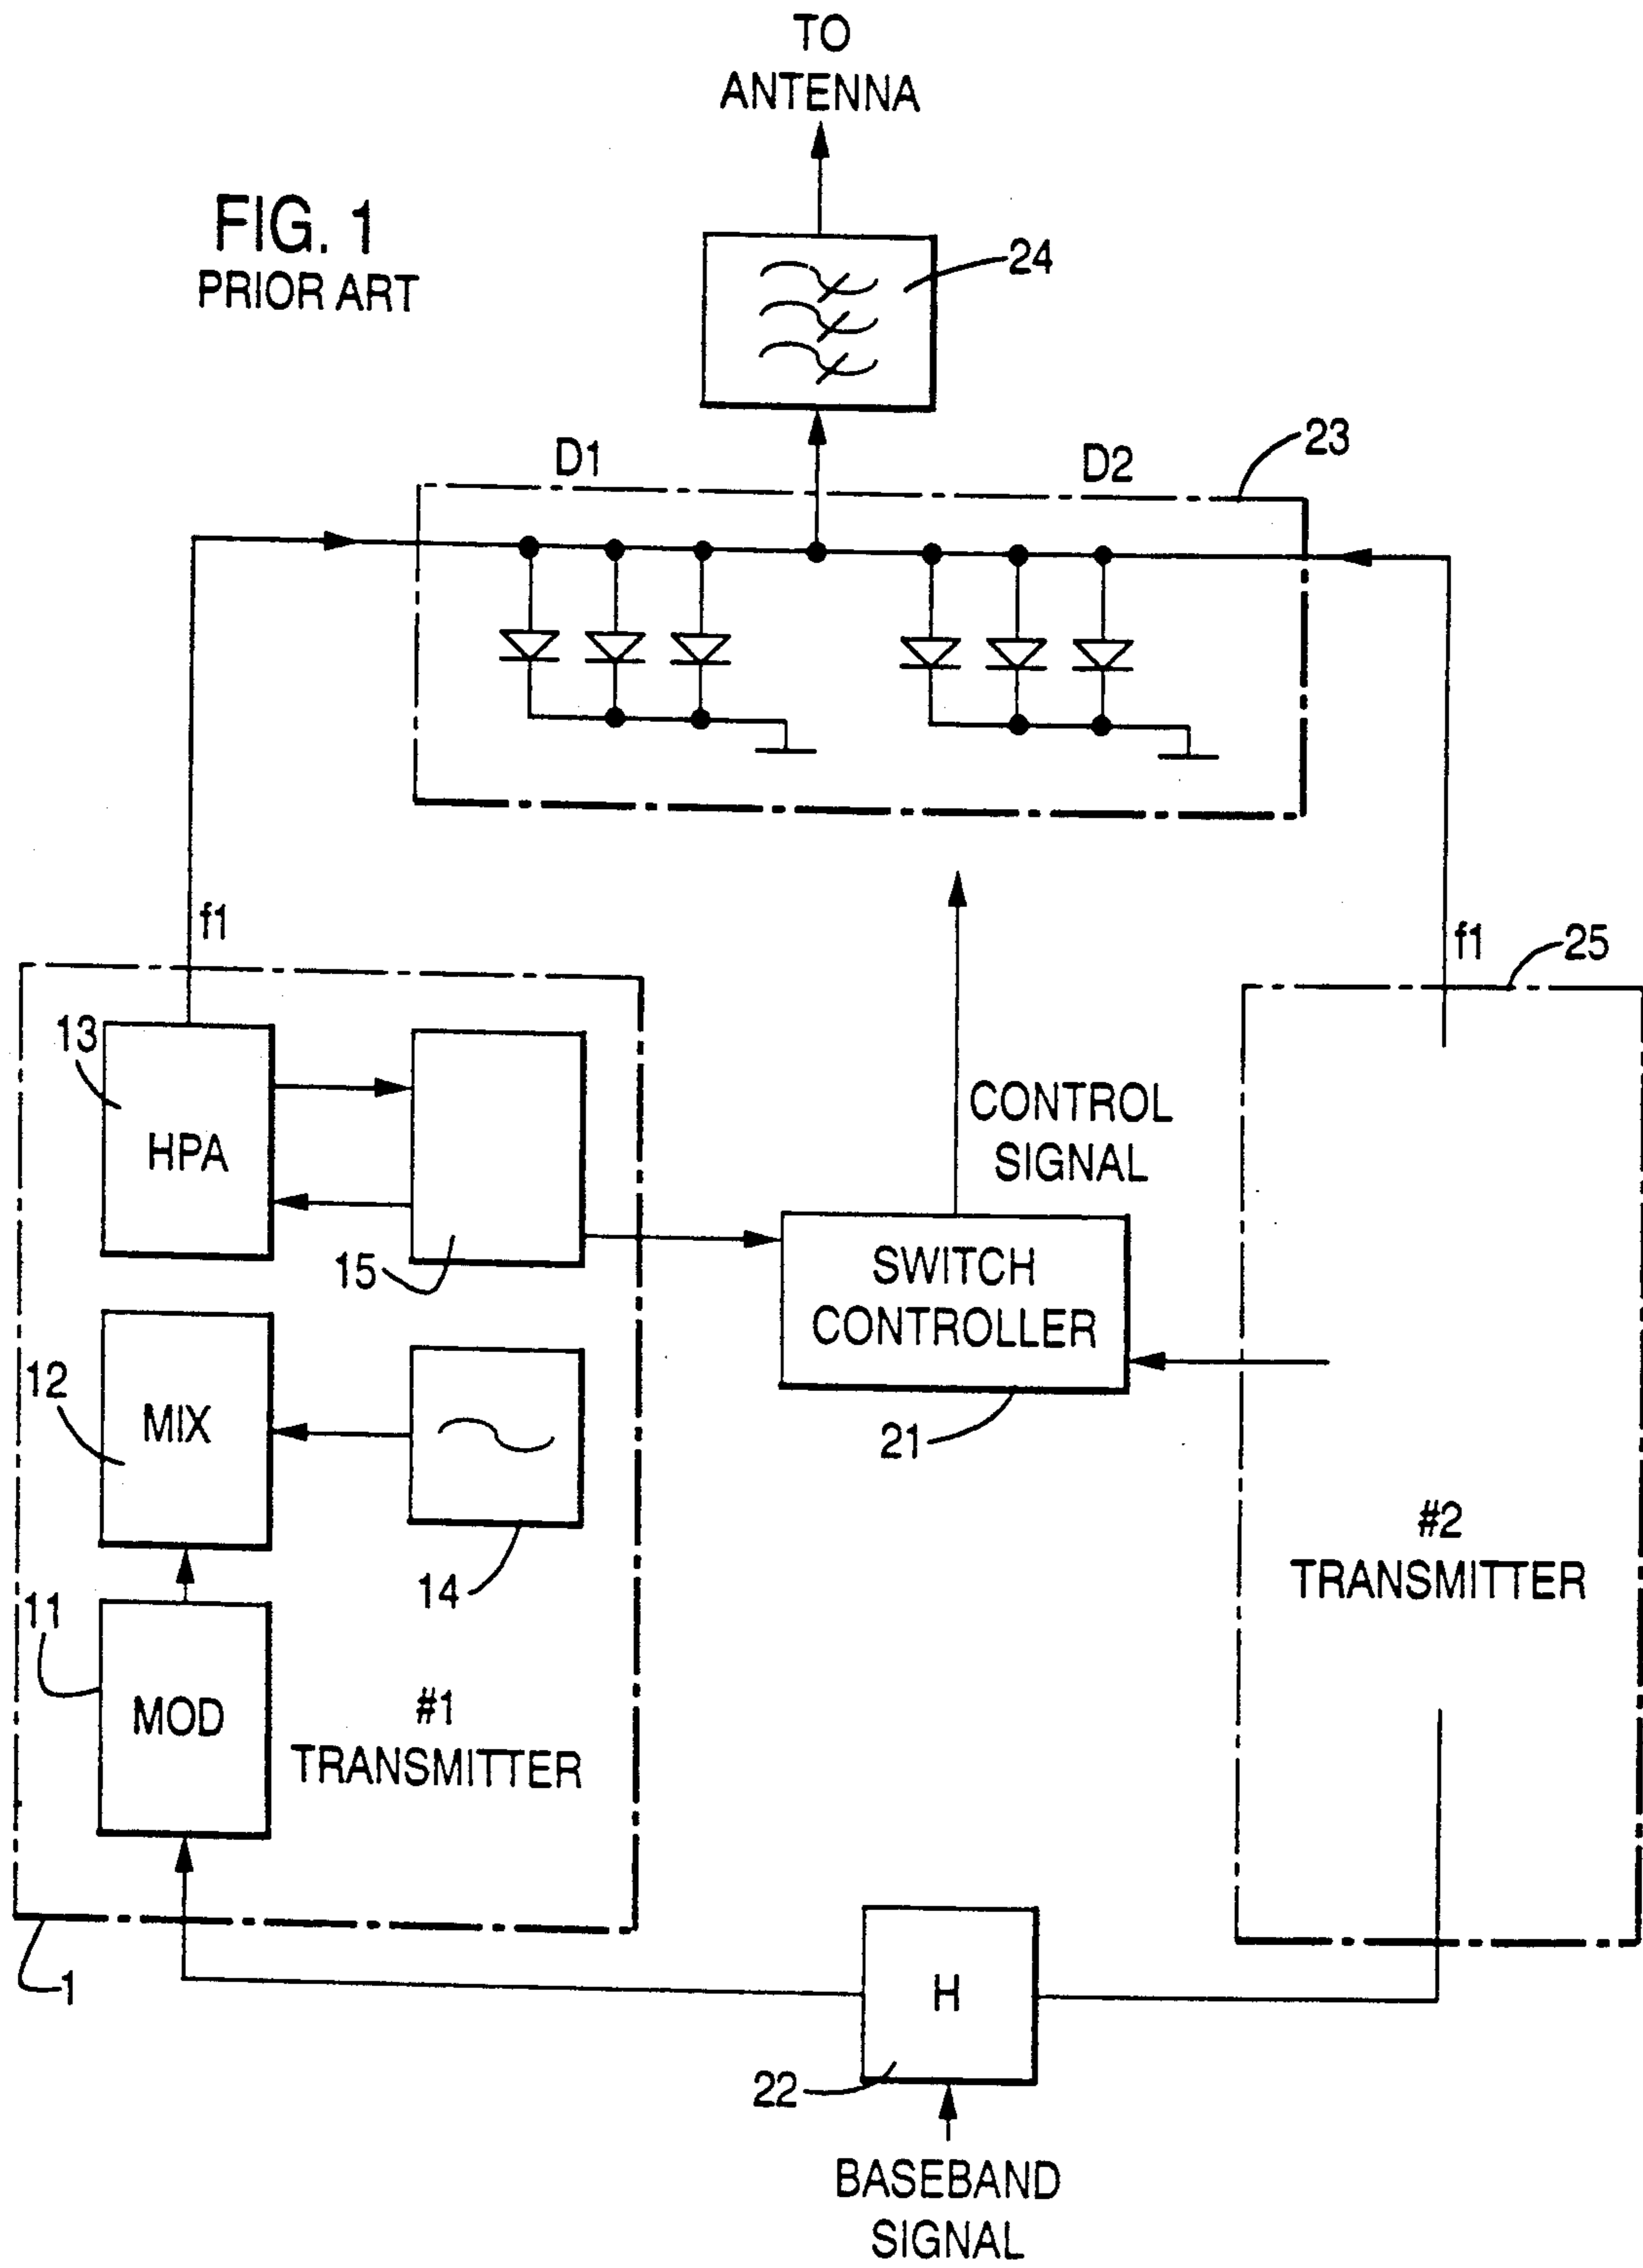 TO
ANTENNA
FIG. 1
PRIOR ART
24
D1
D2
23
f1
f1
25
13
HPA
15
CONTROL
SIGNAL
SWITCH
CONTROLLER
21
12
MIX
14
#2
TRANSMITTER
11
MOD
#1
TRANSMITTER
1
H
22
BASEBAND
SIGNAL